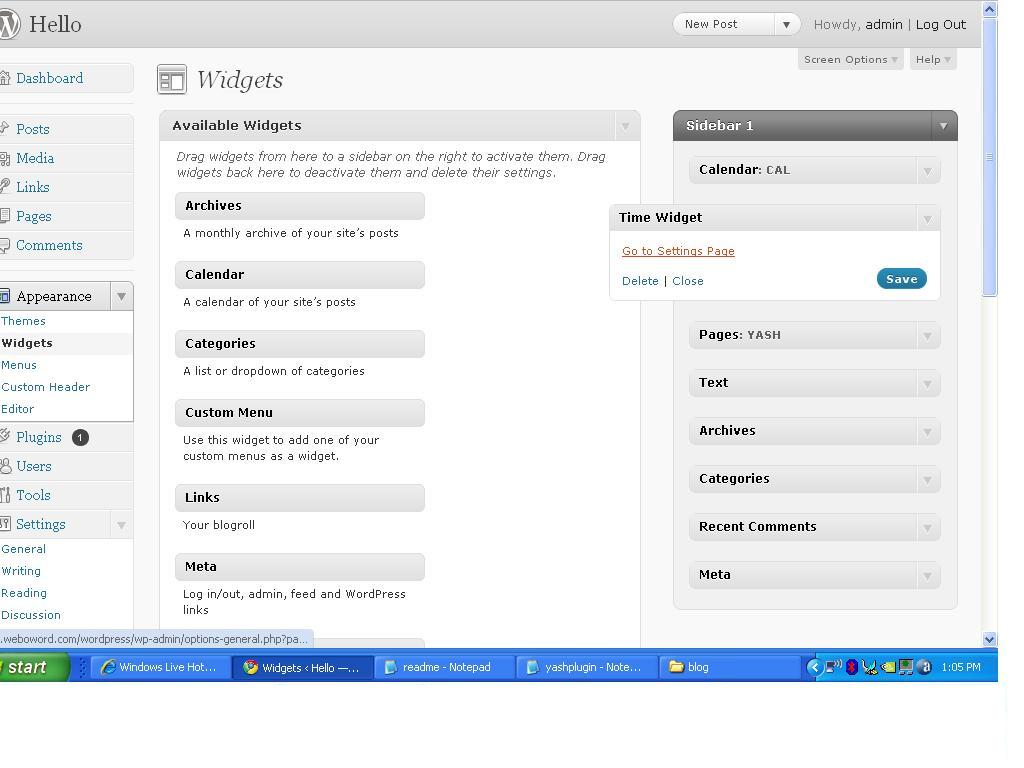 Hello
New Post
Howdy, admin | Log Out
Screen Options
Help
Dashboard
Posts
Media
Links
Pages
Comments
Appearance
Themes
Widgets
Menus
Custom Header
Editor
Plugins 1
Users
Tools
Settings
General
Writing
Reading
Discussion
Widgets
Available Widgets
Drag widgets from here to a sidebar on the right to activate them. Drag
widgets back here to deactivate them and delete their settings.
Archives
A monthly archive of your site's posts
Calendar
A calendar of your site's posts
Categories
A list or dropdown of categories
Custom Menu
Use this widget to add one of your
custom menus as a widget.
Links
Your blogroll
Meta
Log in/out, admin, feed and WordPress
links
Sidebar 1
Calendar: CAL
Time Widget
Go to Settings Page
Delete | Close
Save
Pages: YASH
Text
Archives
Categories
Recent Comments
Meta
.weboword.com/wordpress/wp-admin/options-general.php?pa...
start
Windows Live Hot...
Widgets ‹ Hello —...
readme - Notepad
yashplugin - Note...
blog
1:05 PM